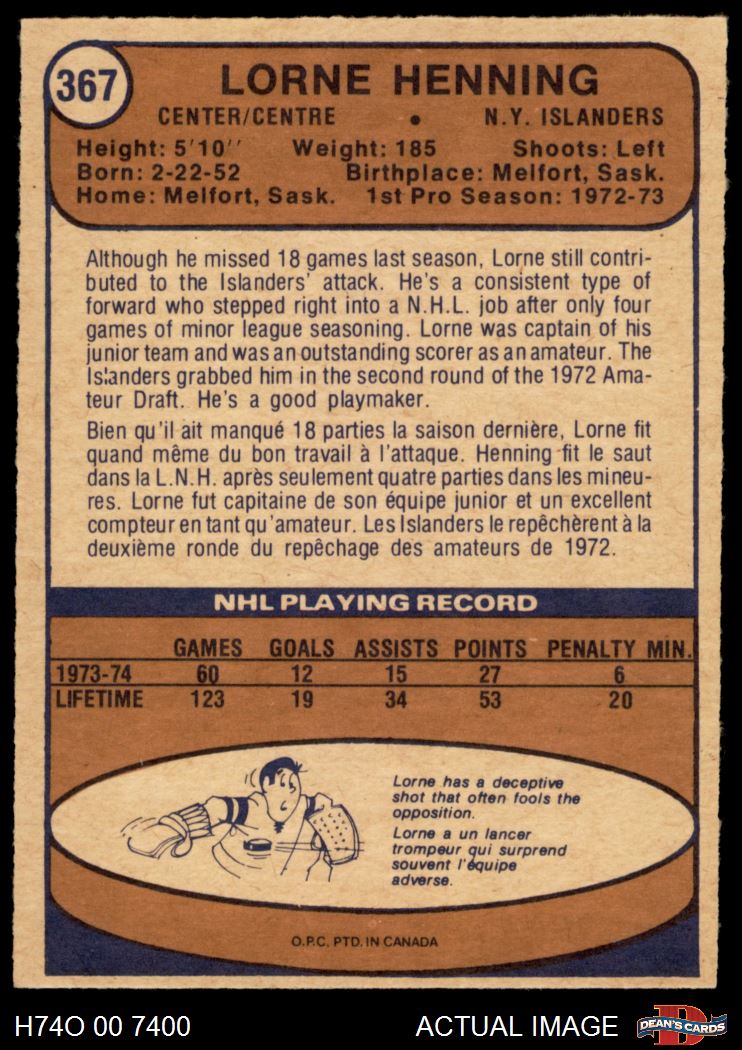 367
LORNE HENNING
CENTER/CENTRE • N.Y. ISLANDERS
Height: 5'10'' Weight: 185 Shoots: Left
Born: 2-22-52 Birthplace: Melfort, Sask.
Home: Melfort, Sask. 1st Pro Season: 1972-73
Although he missed 18 games last season, Lorne still contri-
buted to the Islanders' attack. He's a consistent type of
forward who stepped right into a N.H.L. job after only four
games of minor league seasoning. Lorne was captain of his
junior team and was an outstanding scorer as an amateur. The
Islanders grabbed him in the second round of the 1972 Ama-
teur Draft. He's a good playmaker.
Bien qu'il ait manqué 18 parties la saison dernière, Lorne fit
quand même du bon travail à l'attaque. Henning fit le saut
dans la L.N.H. après seulement quatre parties dans les mineu-
res. Lorne fut capitaine de son équipe junior et un excellent
compteur en tant qu'amateur. Les Islanders le repêchèrent à la
deuxième ronde du repêchage des amateurs de 1972.
NHL PLAYING RECORD
GAMES GOALS ASSISTS POINTS PENALTY MIN.
1973-74 60 12 15 27 6
LIFETIME 123 19 34 53 20
Lorne has a deceptive
shot that often fools the
opposition.
Lorne a un lancer
trompeur qui surprend
souvent l'équipe
adverse.
O.P.C. PTD. IN CANADA
H74O 00 7400 ACTUAL IMAGE DEAN'S CARDS